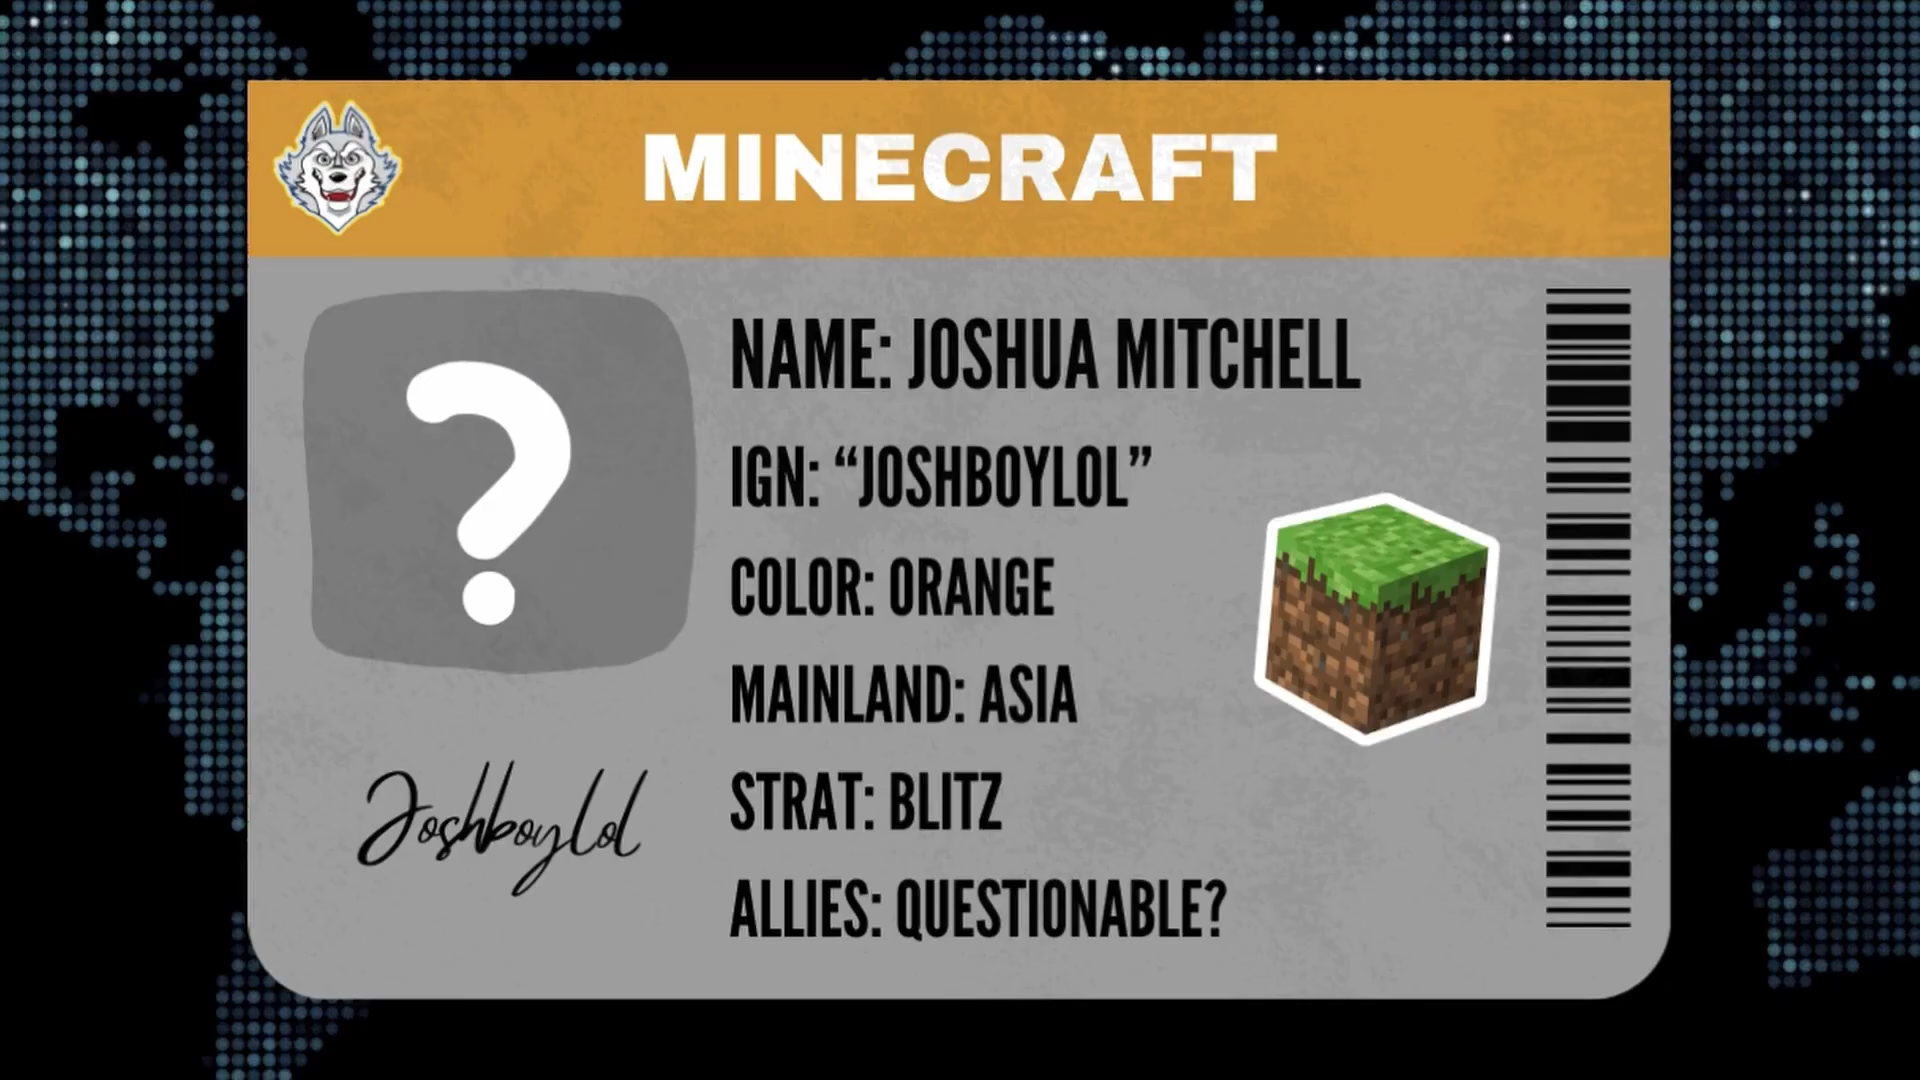 MINECRAFT
NAME: JOSHUA MITCHELL
IGN: “JOSHBOYLOL”
COLOR: ORANGE
MAINLAND: ASIA
STRAT: BLITZ
ALLIES: QUESTIONABLE?
Joshboylol